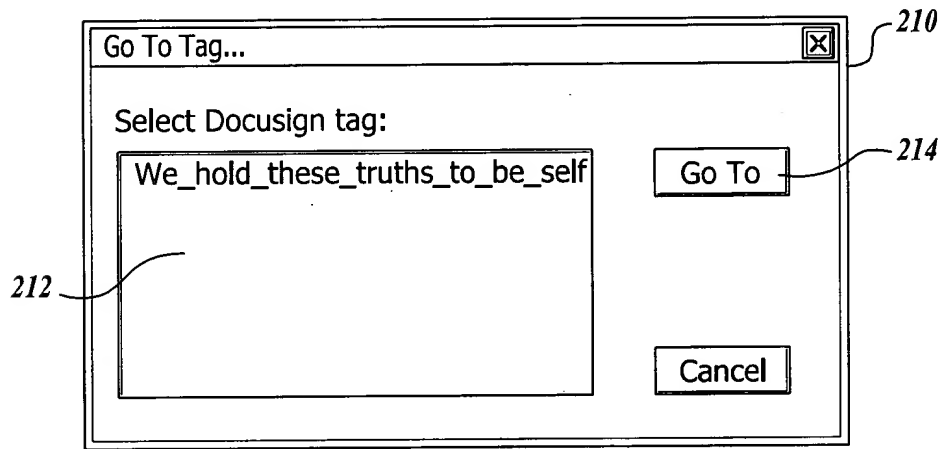 210
Go To Tag...
Select Docusign tag:
We_hold_these_truths_to_be_self
Go To
214
212
Cancel